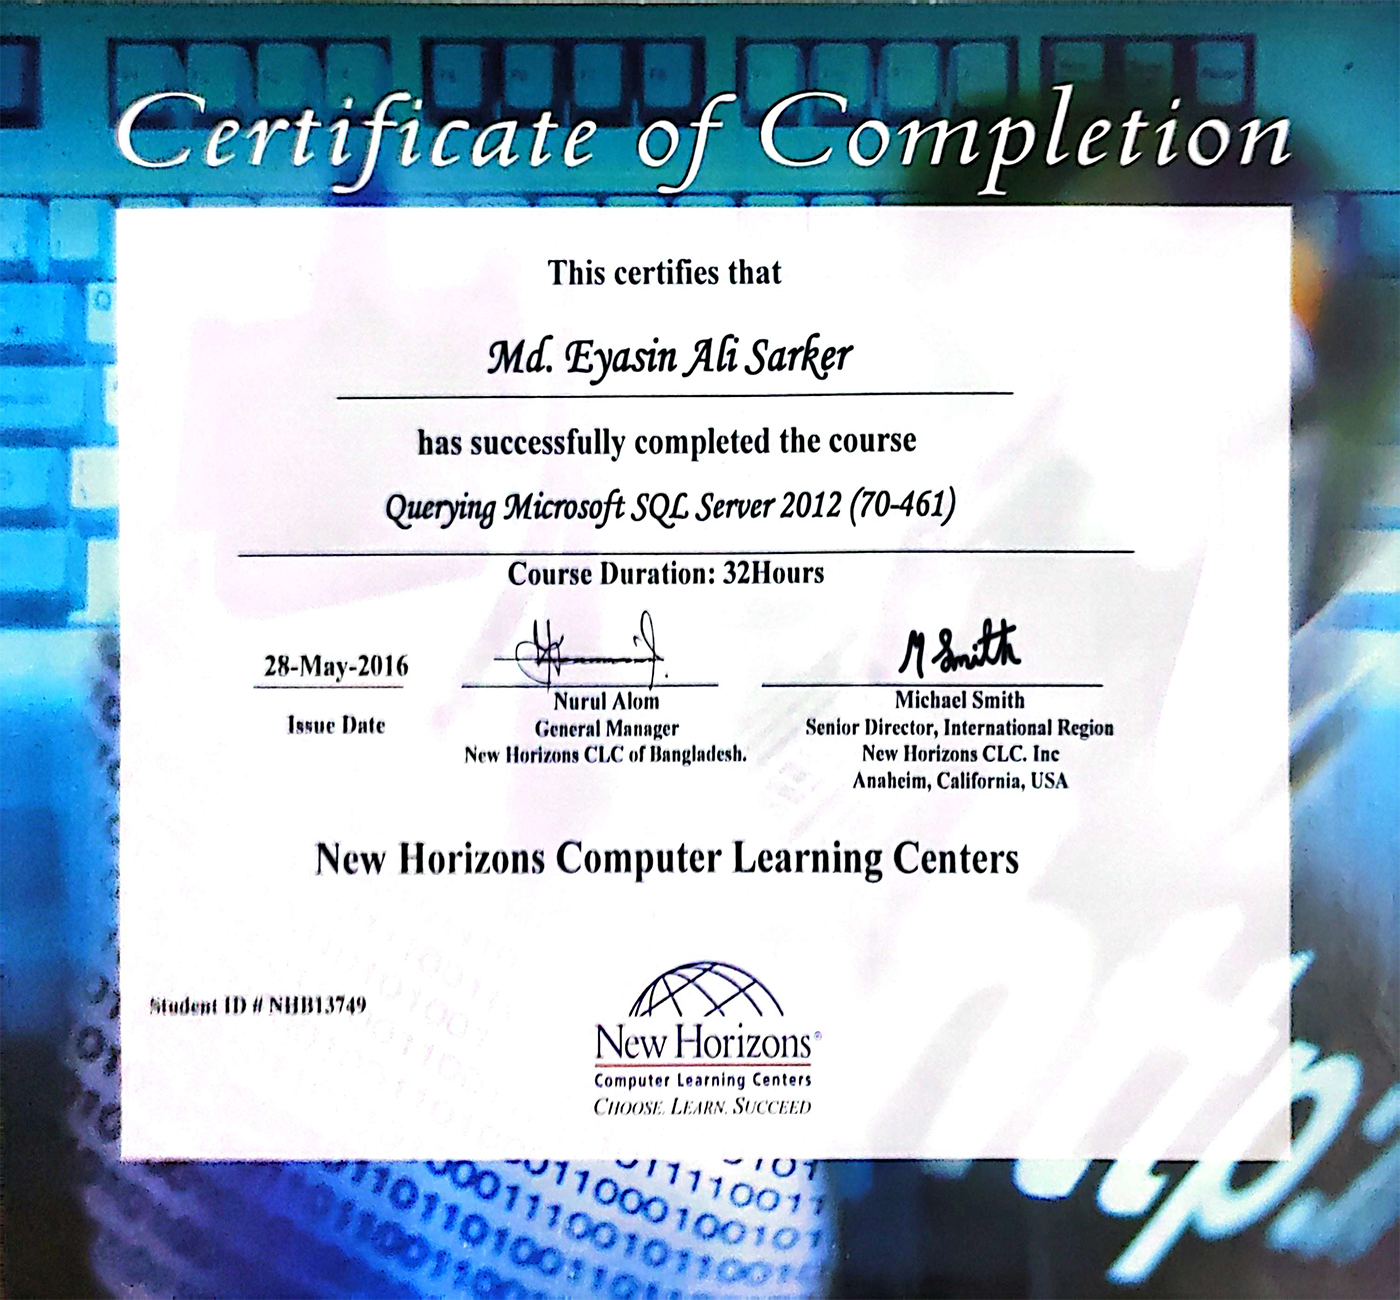 Certificate of Completion
This certifies that
Md. Eyasin Ali Sarker
has successfully completed the course
Querying Microsoft SQL Server 2012 (70-461)
Course Duration: 32Hours
28-May-2016
Issue Date
Nurul Alom
General Manager
New Horizons CLC of Bangladesh.
M Smith
Michael Smith
Senior Director, International Region
New Horizons CLC. Inc
Anaheim, California, USA
New Horizons Computer Learning Centers
Student ID # NHB13749
New Horizons®
Computer Learning Centers
CHOOSE. LEARN. SUCCEED